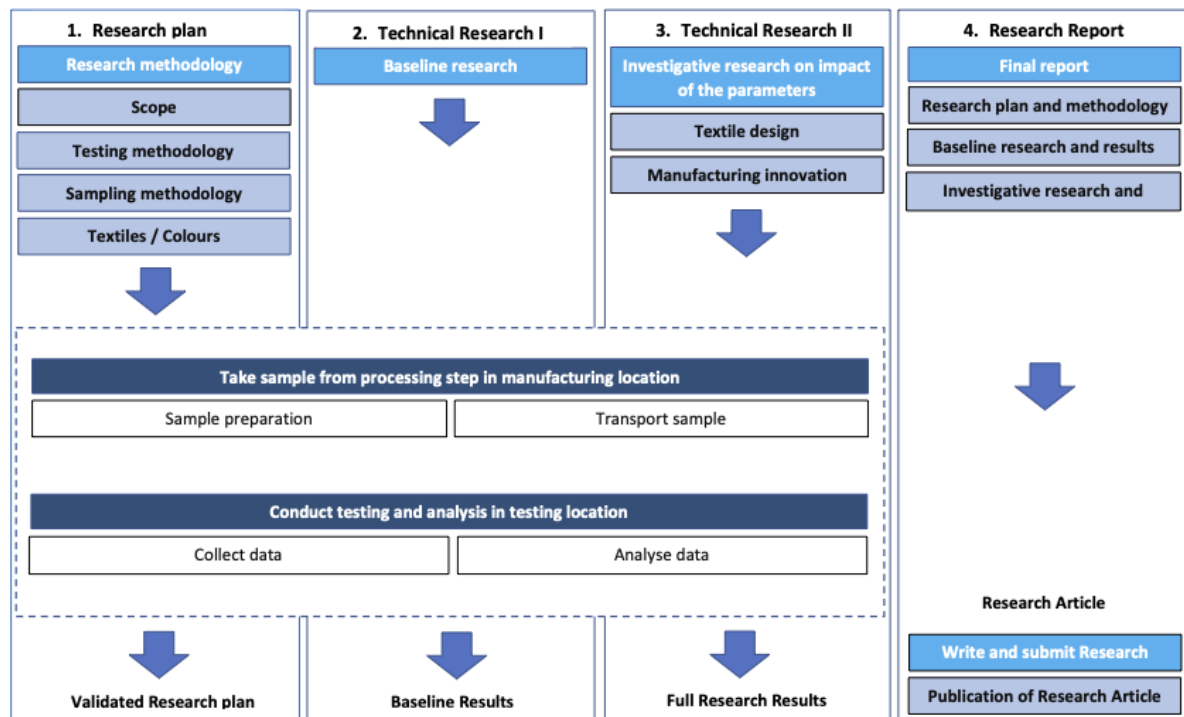 1. Research plan
Research methodology
Scope
Testing methodology
Sampling methodology
Textiles / Colours
2. Technical Research I
Baseline research
3. Technical Research II
Investigative research on impact
of the parameters
Textile design
Manufacturing innovation
4. Research Report
Final report
Research plan and methodology
Baseline research and results
Investigative research and
Take sample from processing step in manufacturing location
Sample preparation
Transport sample
Conduct testing and analysis in testing location
Collect data
Analyse data
Validated Research plan
Baseline Results
Full Research Results
Research Article
Write and submit Research
Publication of Research Article